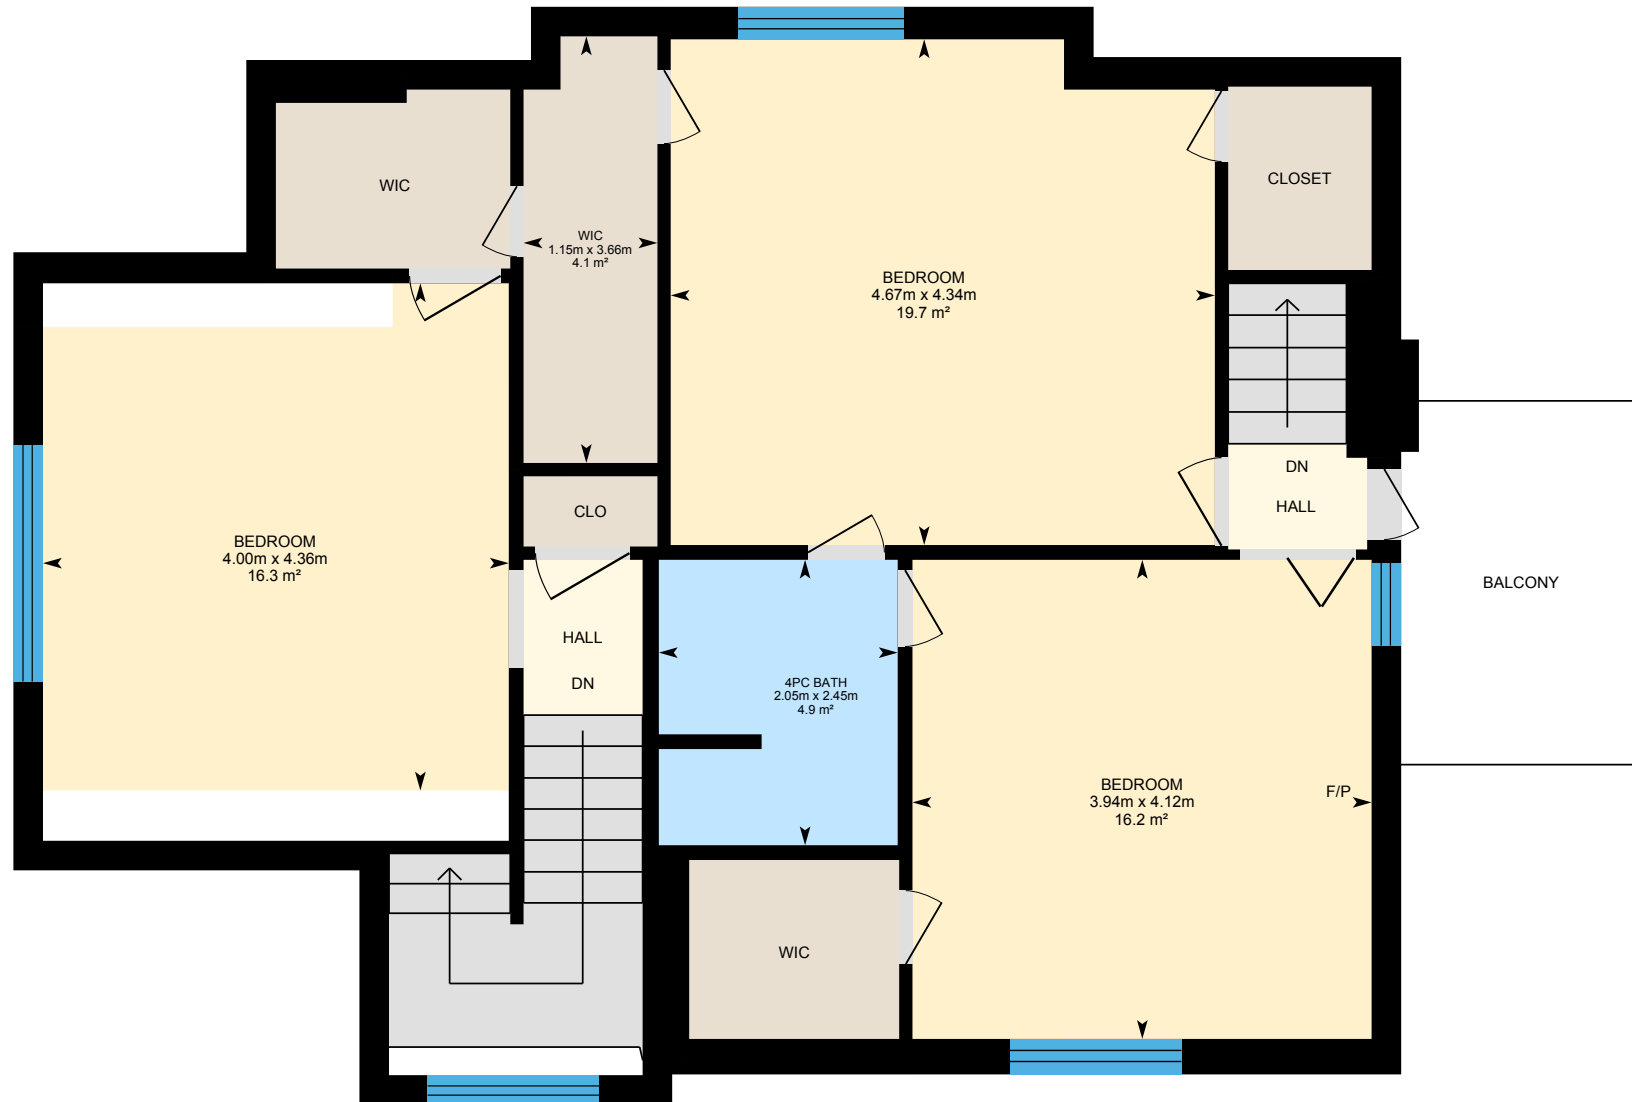 WIC
WIC
1.15m x 3.66m
4.1 m²
CLOSET
BEDROOM
4.67m x 4.34m
19.7 m²
DN
HALL
CLO
BEDROOM
4.00m x 4.36m
16.3 m²
BALCONY
HALL
DN
4PC BATH
2.05m x 2.45m
4.9 m²
BEDROOM
3.94m x 4.12m
16.2 m²
F/P
WIC